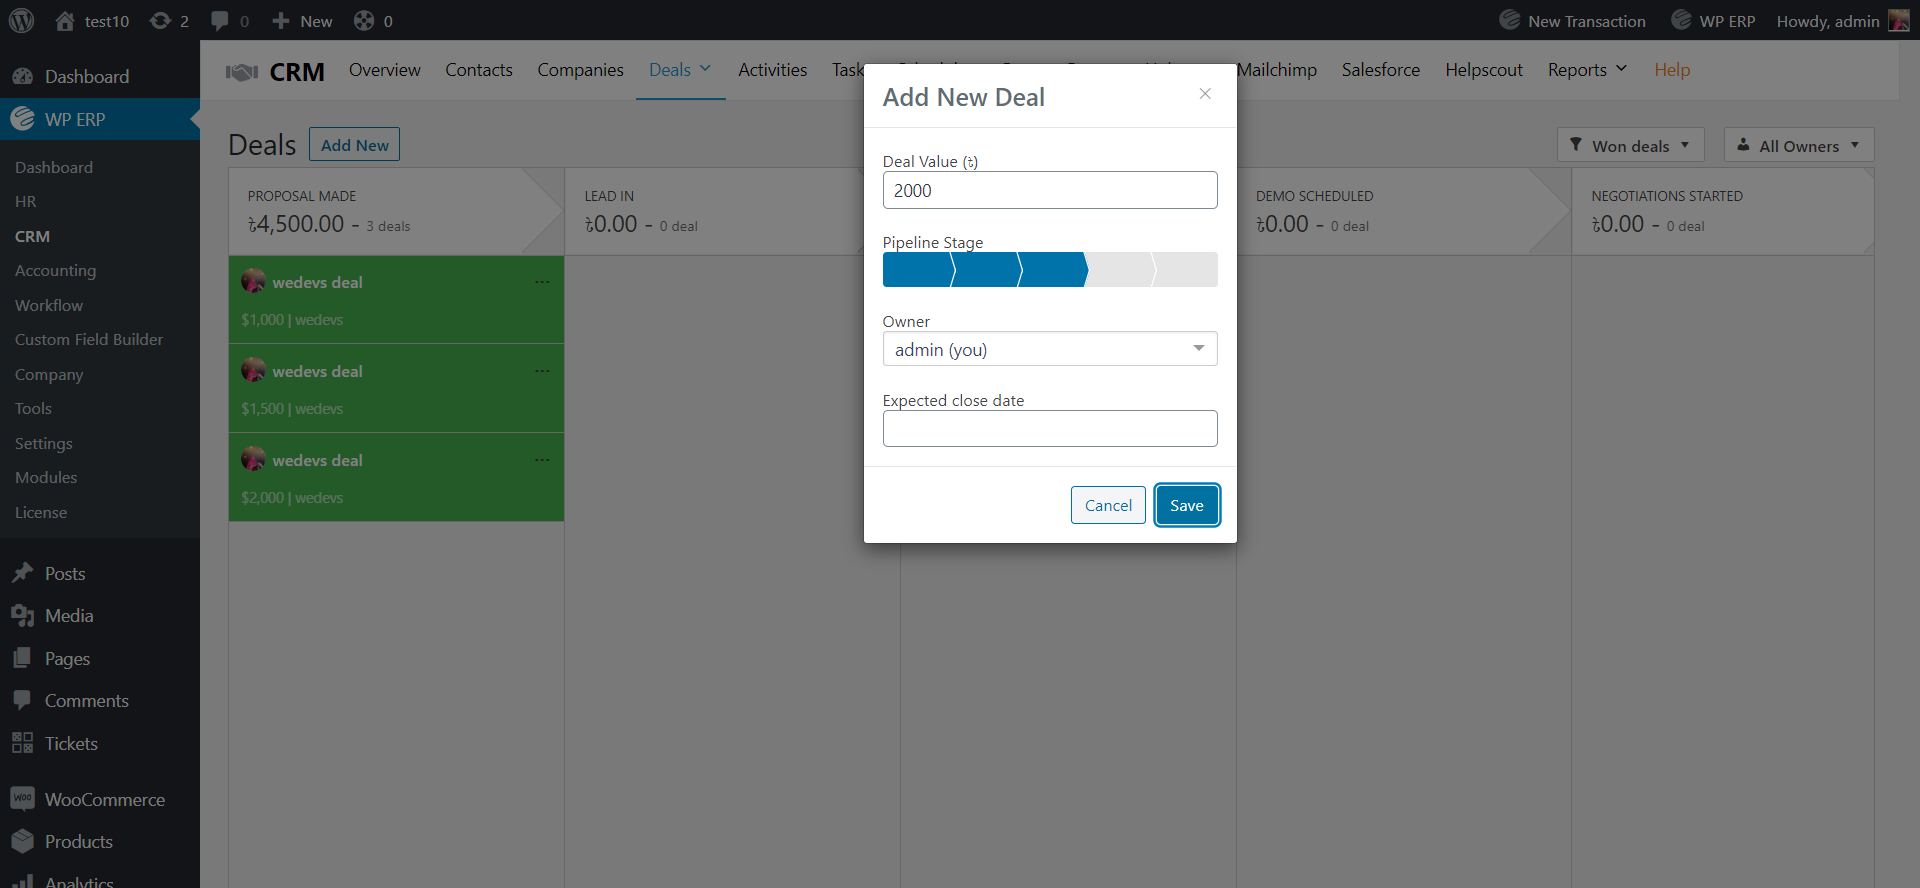 test10 2 0 New 0 New Transaction WP ERP Howdy, admin
Dashboard
WP ERP
Dashboard
HR
CRM
Accounting
Workflow
Custom Field Builder
Company
Tools
Settings
Modules
License
Posts
Media
Pages
Comments
Tickets
WooCommerce
Products
Analytics
CRM Overview Contacts Companies Deals Activities Mailchimp Salesforce Helpscout Reports Help
Deals Add New Won deals All Owners
PROPOSAL MADE
৳4,500.00 - 3 deals
LEAD IN
৳0.00 - 0 deal
DEMO SCHEDULED
৳0.00 - 0 deal
NEGOTIATIONS STARTED
৳0.00 - 0 deal
wedevs deal ...
$1,000 | wedevs
wedevs deal ...
$1,500 | wedevs
wedevs deal ...
$2,000 | wedevs
Add New Deal ×
Deal Value (৳)
2000
Pipeline Stage
Owner
admin (you)
Expected close date
Cancel Save